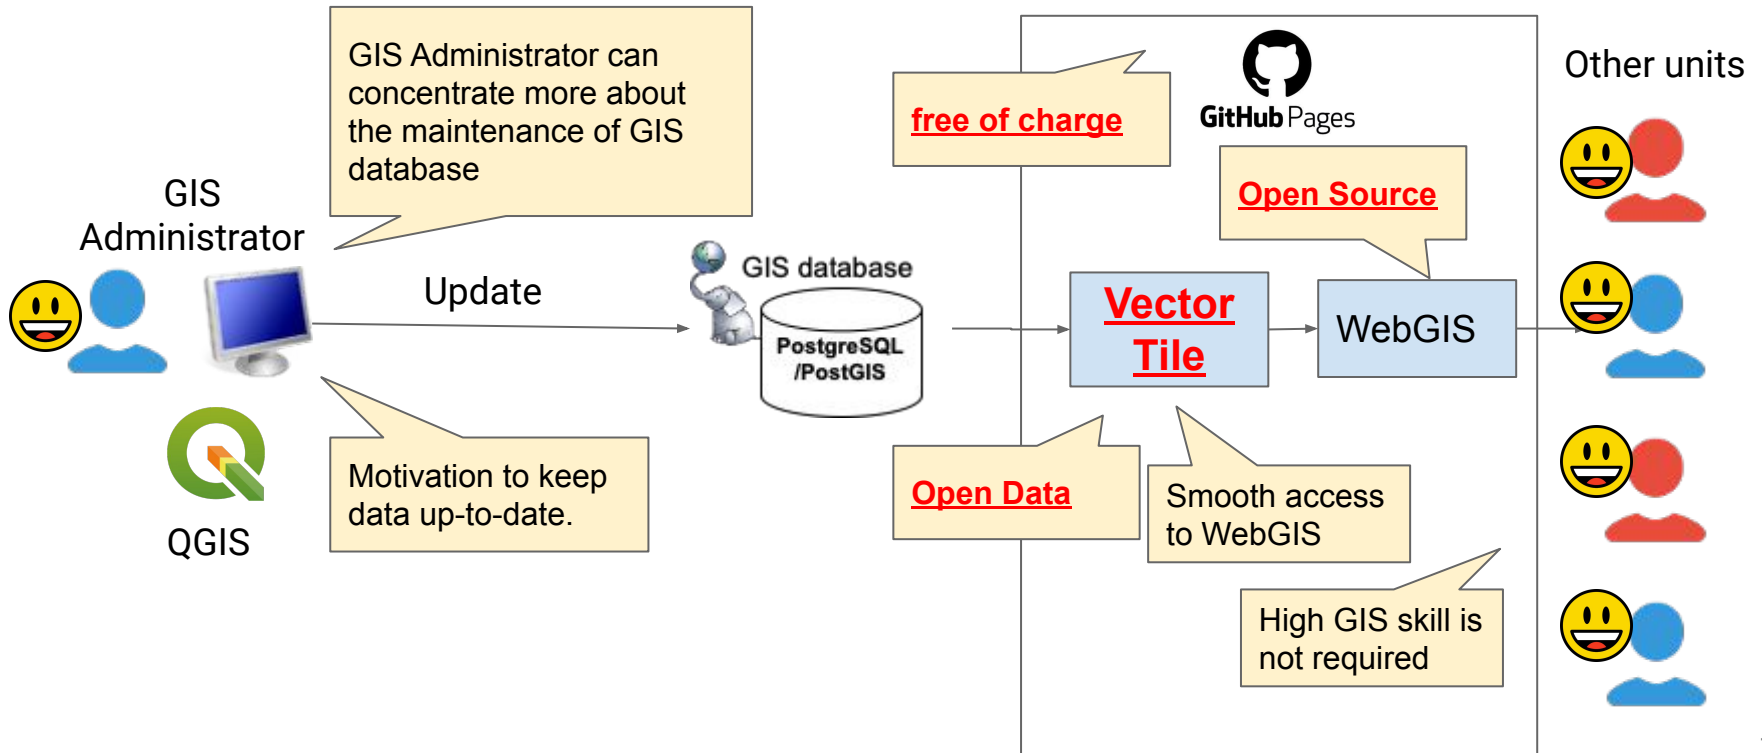 GIS Administrator can
concentrate more about
the maintenance of GIS
database
GIS
Administrator
Update
QGIS
Motivation to keep
data up-to-date.
GIS database
PostgreSQL
/PostGIS
free of charge
GitHub Pages
Open Source
Vector
Tile
WebGIS
Open Data
Smooth access
to WebGIS
High GIS skill is
not required
Other units